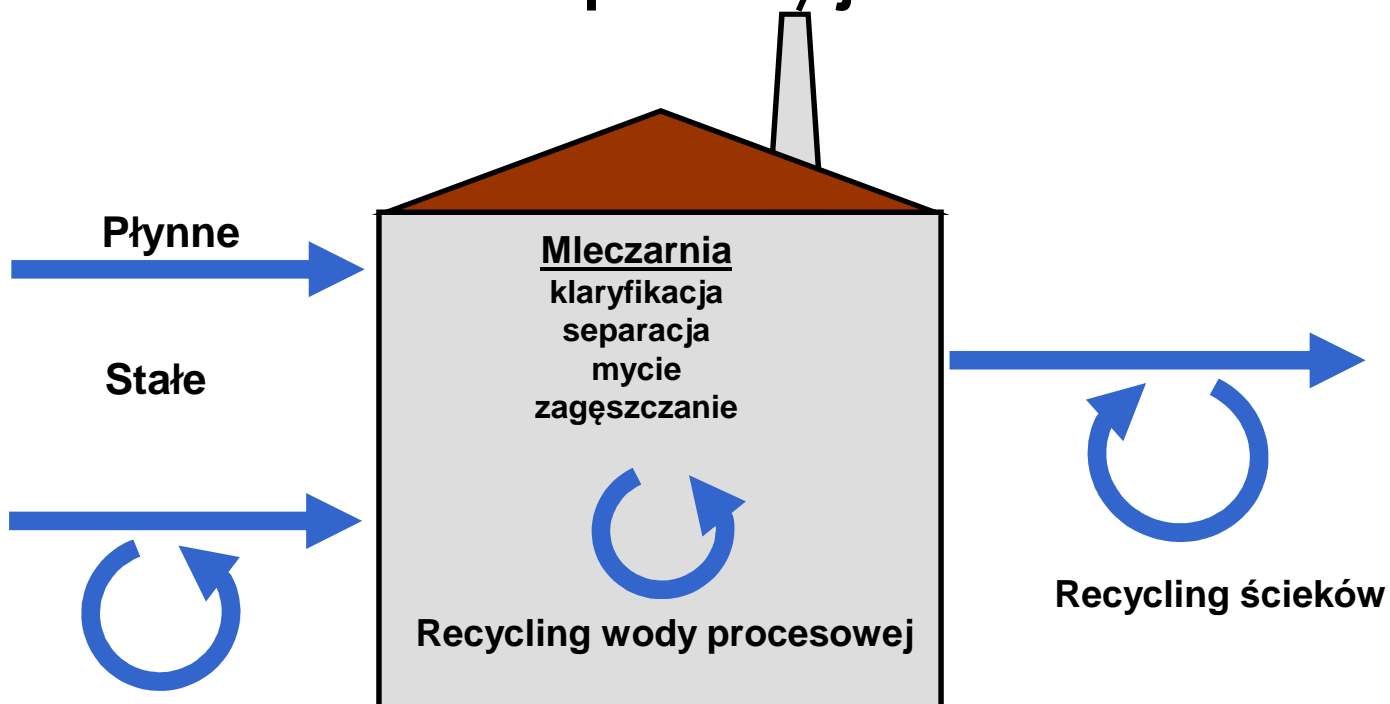 Płynne
Mleczarnia
klaryfikacja
separacja
mycie
zagęszczanie
Stałe
Recycling ścieków
Recycling wody procesowej